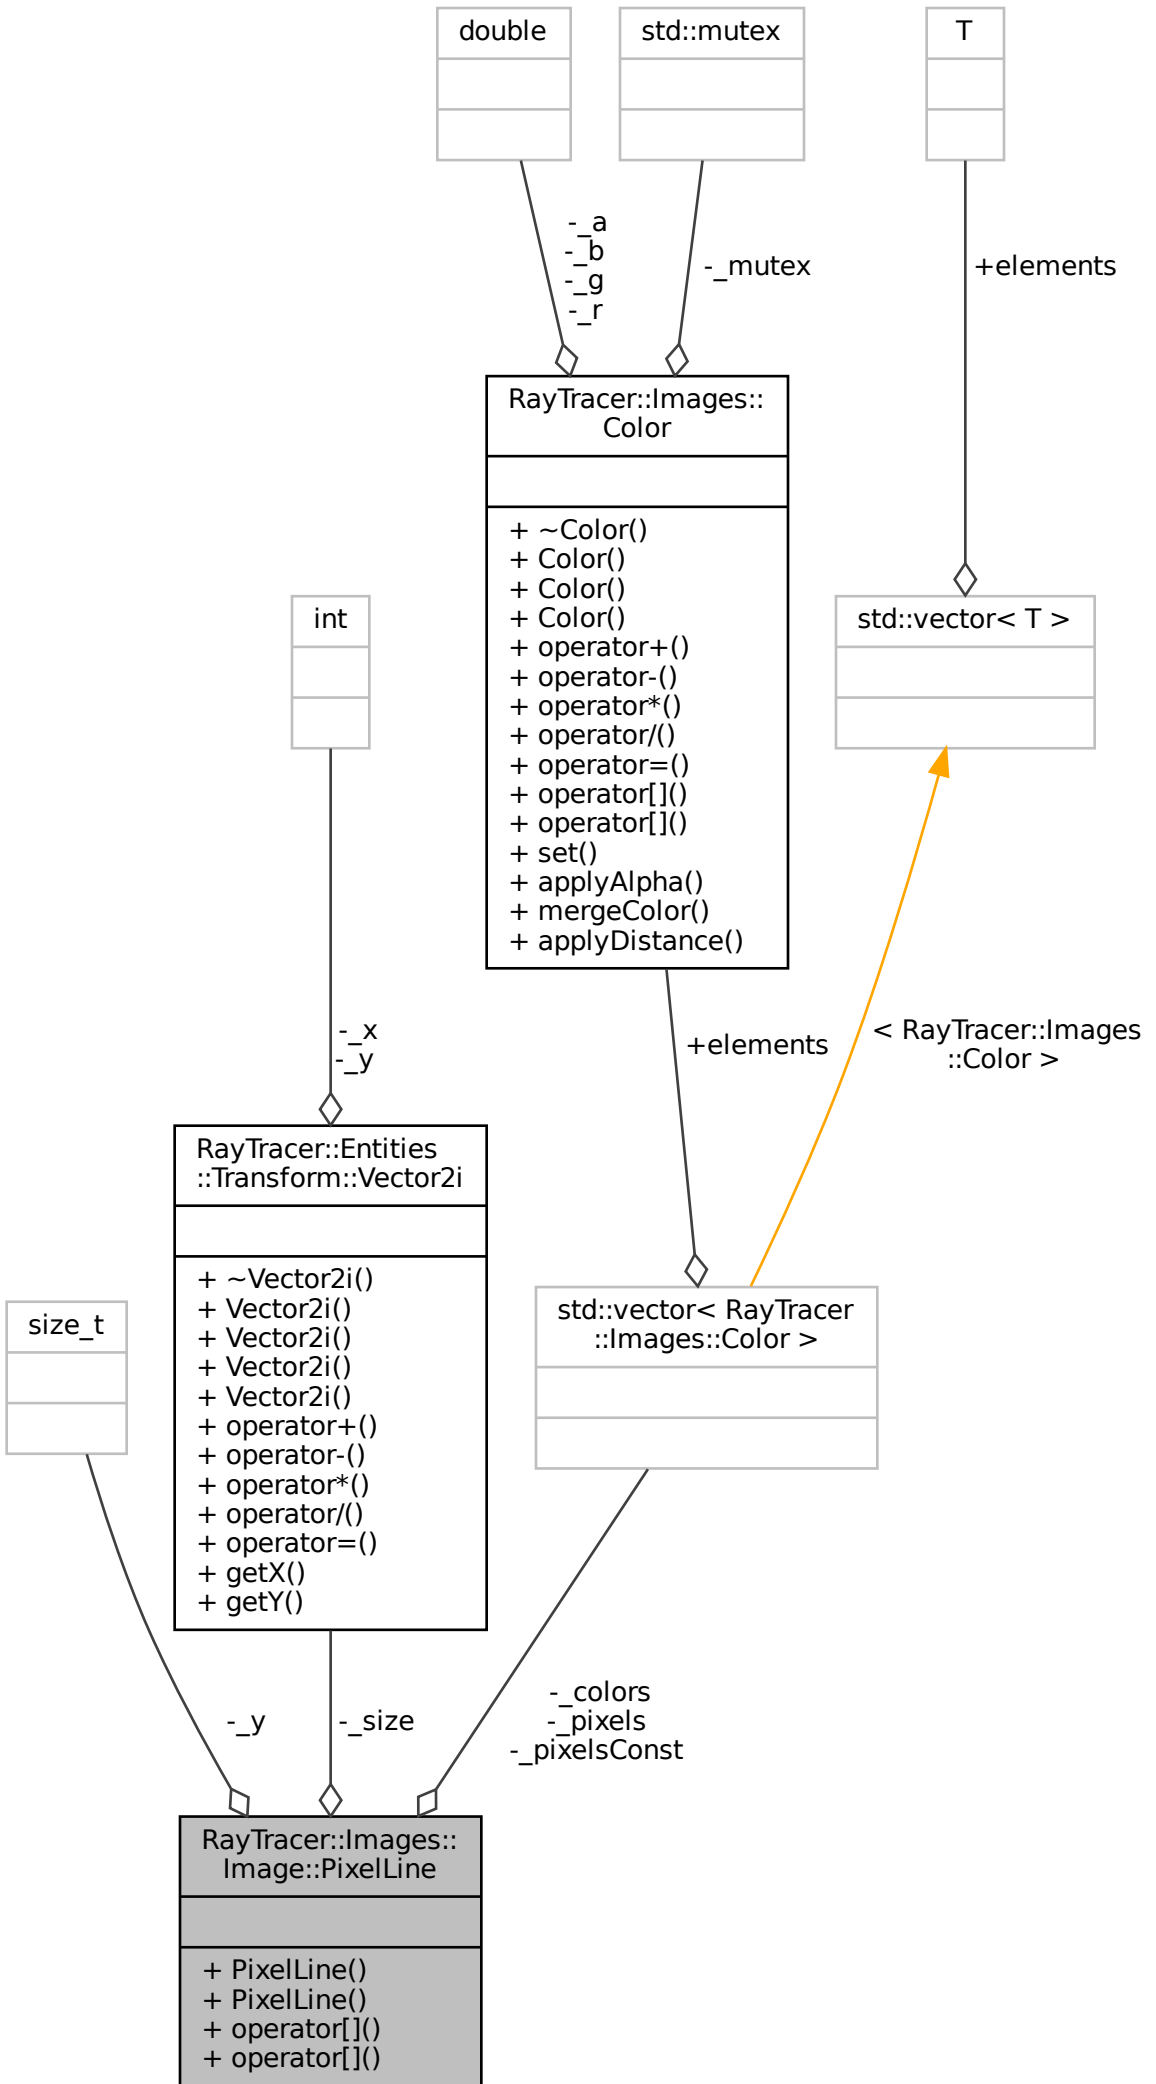 double
std::mutex
T
-_a
-_b
-_g
-_r
-_mutex
+elements
RayTracer::Images::
Color
+ ~Color()
+ Color()
+ Color()
+ Color()
+ operator+()
+ operator-()
+ operator*()
+ operator/()
+ operator=()
+ operator[]()
+ operator[]()
+ set()
+ applyAlpha()
+ mergeColor()
+ applyDistance()
int
std::vector< T >
-_x
-_y
+elements
< RayTracer::Images
::Color >
RayTracer::Entities
::Transform::Vector2i
+ ~Vector2i()
+ Vector2i()
+ Vector2i()
+ Vector2i()
+ Vector2i()
+ operator+()
+ operator-()
+ operator*()
+ operator/()
+ operator=()
+ getX()
+ getY()
size_t
std::vector< RayTracer
::Images::Color >
-_y
-_size
-_colors
-_pixels
-_pixelsConst
RayTracer::Images::
Image::PixelLine
+ PixelLine()
+ PixelLine()
+ operator[]()
+ operator[]()